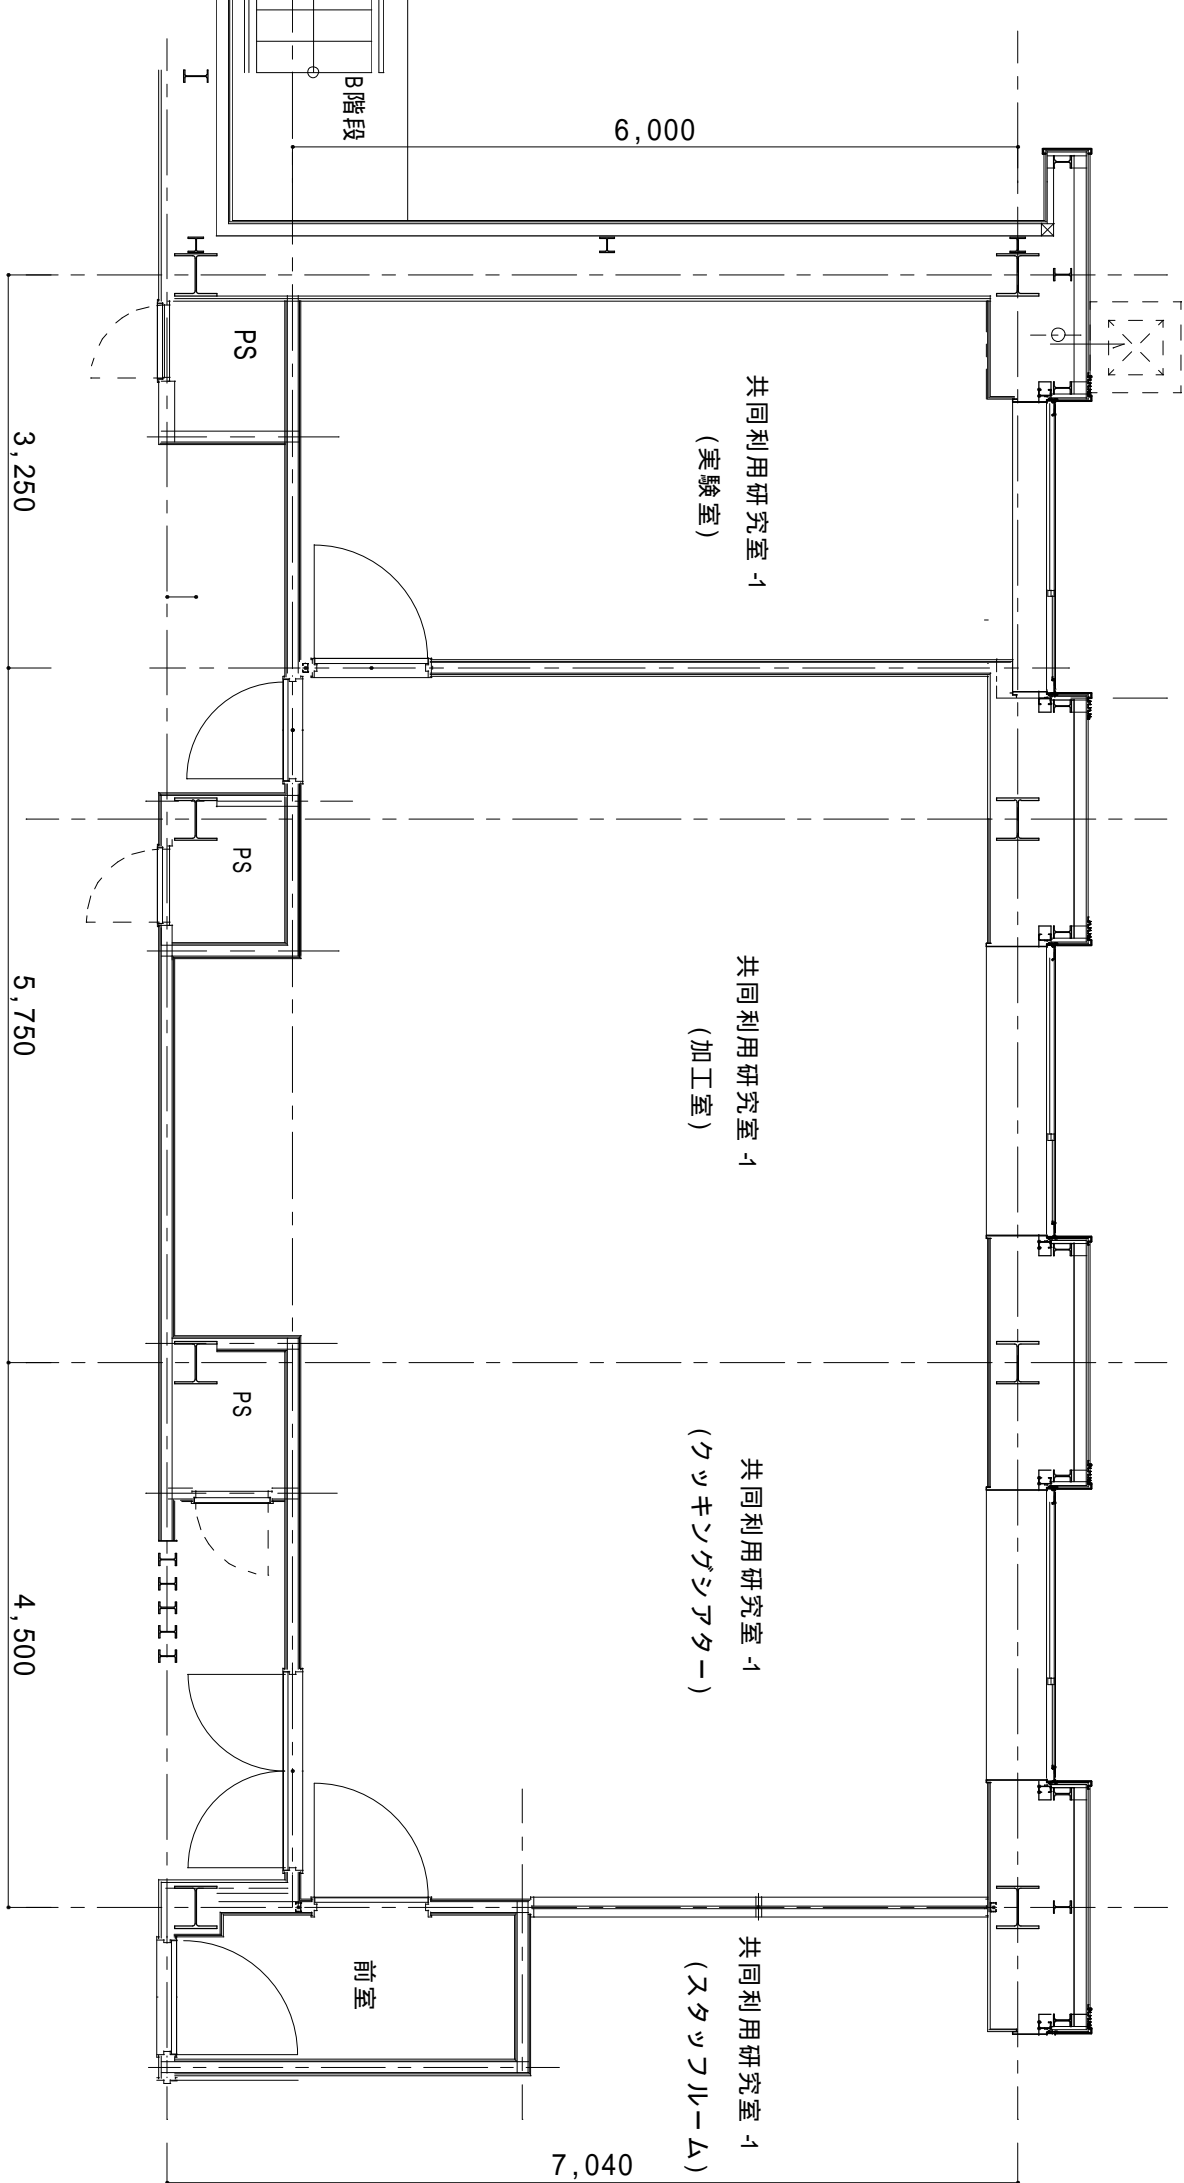 B階段
6,000
PS
共同利用研究室-1
(実験室)
3,250
PS
共同利用研究室-1
(加工室)
5,750
PS
共同利用研究室-1
(クッキングシアター)
4,500
前室
共同利用研究室-1
(スタッフルーム)
7,040